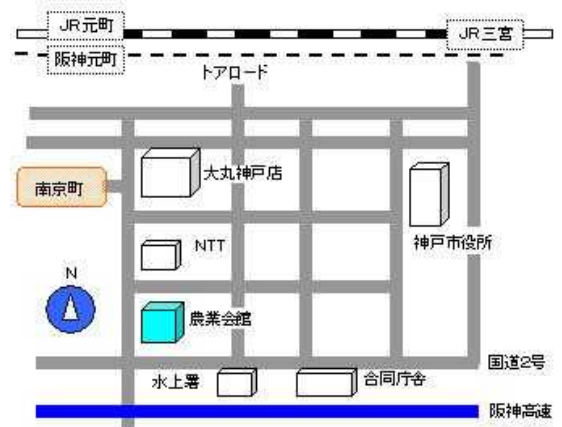 JR元町
JR三宮
阪神元町
トアロード
大丸神戸店
南京町
神戸市役所
NTT
N
農業会館
国道2号
水上署
合同庁舎
阪神高速